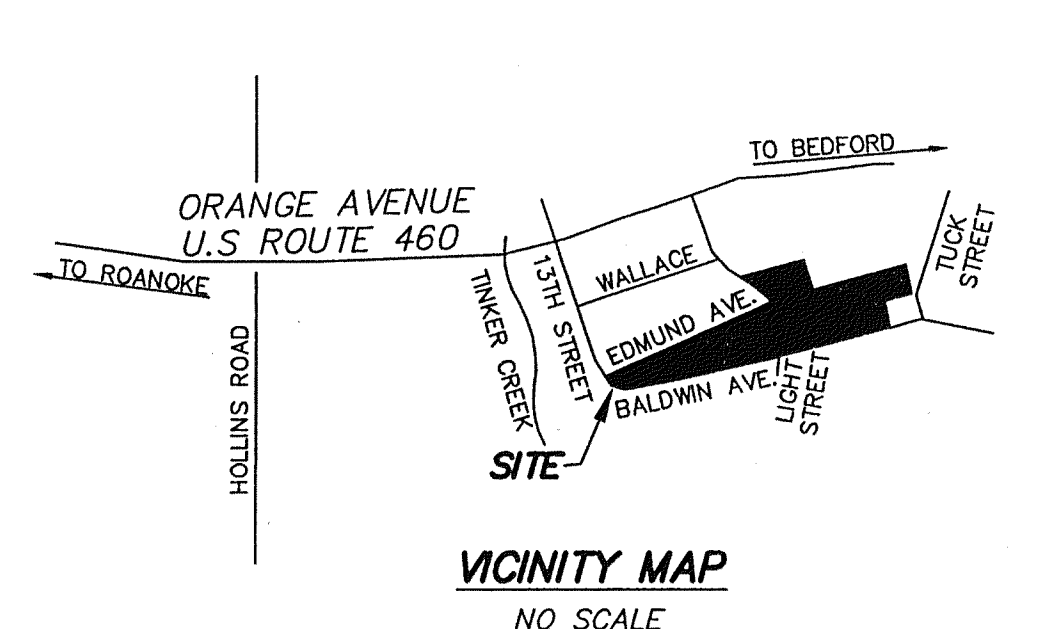 TO BEDFORD
ORANGE AVENUE
U.S ROUTE 460
TO ROANOKE
HOLLINS ROAD
TINKER CREEK
13TH STREET
WALLACE
EDMUND AVE.
BALDWIN AVE.
LIGHT
STREET
TUCK
STREET
SITE
VICINITY MAP
NO SCALE